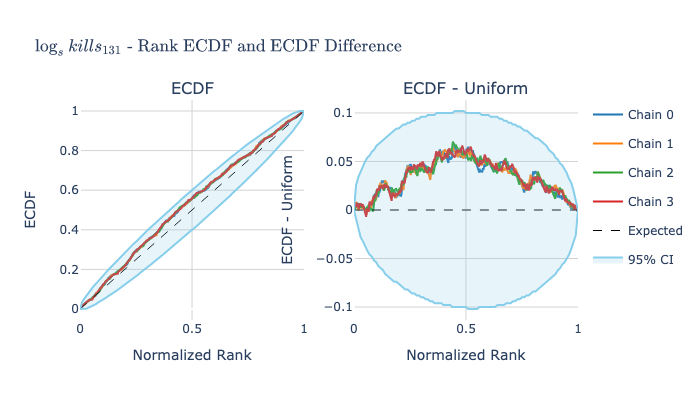 log_s kills_131 - Rank ECDF and ECDF Difference
ECDF
ECDF - Uniform
ECDF
1
0.8
0.6
0.4
0.2
0
0
0.5
1
Normalized Rank
ECDF - Uniform
0.1
0.05
0
−0.05
−0.1
0
0.5
1
Normalized Rank
Chain 0
Chain 1
Chain 2
Chain 3
Expected
95% CI